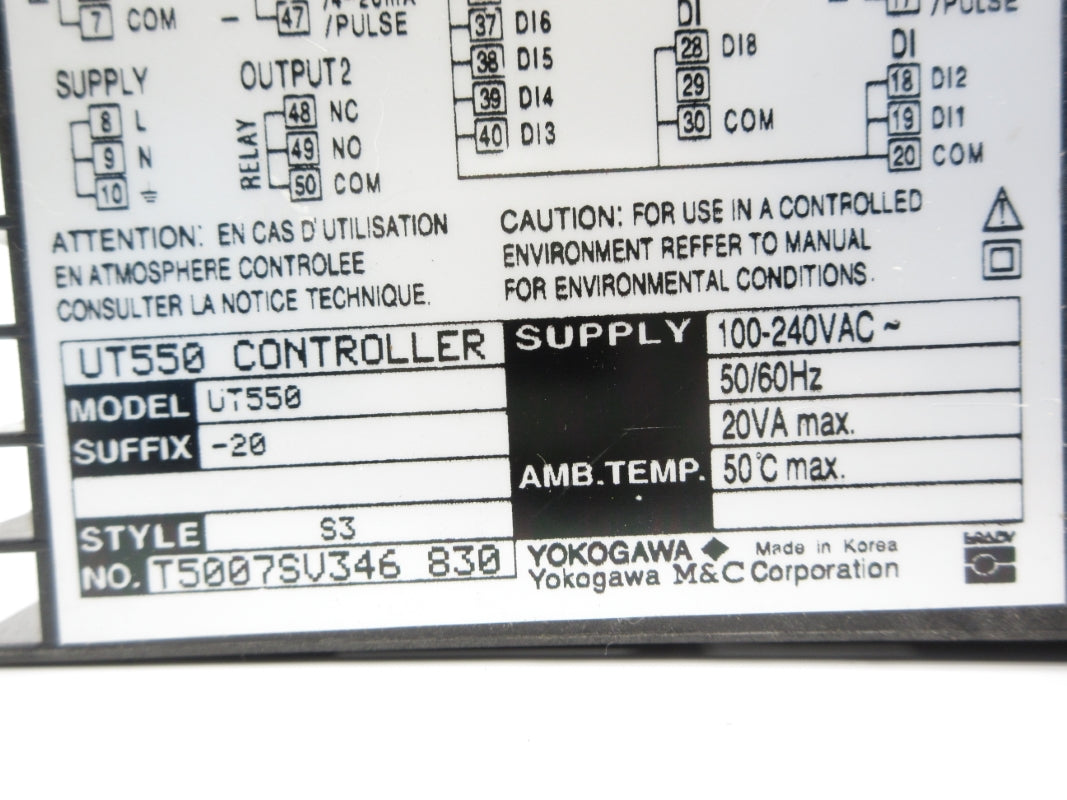 7 COM
47 /PULSE
37 DI6
38 DI5
39 DI4
40 DI3
DI
28 DI8
29
30 COM
17 /PULSE
DI
18 DI2
19 DI1
20 COM
SUPPLY
8 L
9 N
10
OUTPUT2
RELAY
48 NC
49 NO
50 COM
ATTENTION: EN CAS D'UTILISATION
EN ATMOSPHERE CONTROLEE
CONSULTER LA NOTICE TECHNIQUE.
CAUTION: FOR USE IN A CONTROLLED
ENVIRONMENT REFFER TO MANUAL
FOR ENVIRONMENTAL CONDITIONS.
UT550 CONTROLLER
MODEL UT550
SUFFIX -20
STYLE S3
NO. T5007SV346 830
SUPPLY 100-240VAC ~
50/60Hz
20VA max.
AMB.TEMP. 50°C max.
YOKOGAWA ◆ Made in Korea
Yokogawa M&C Corporation
BRADY